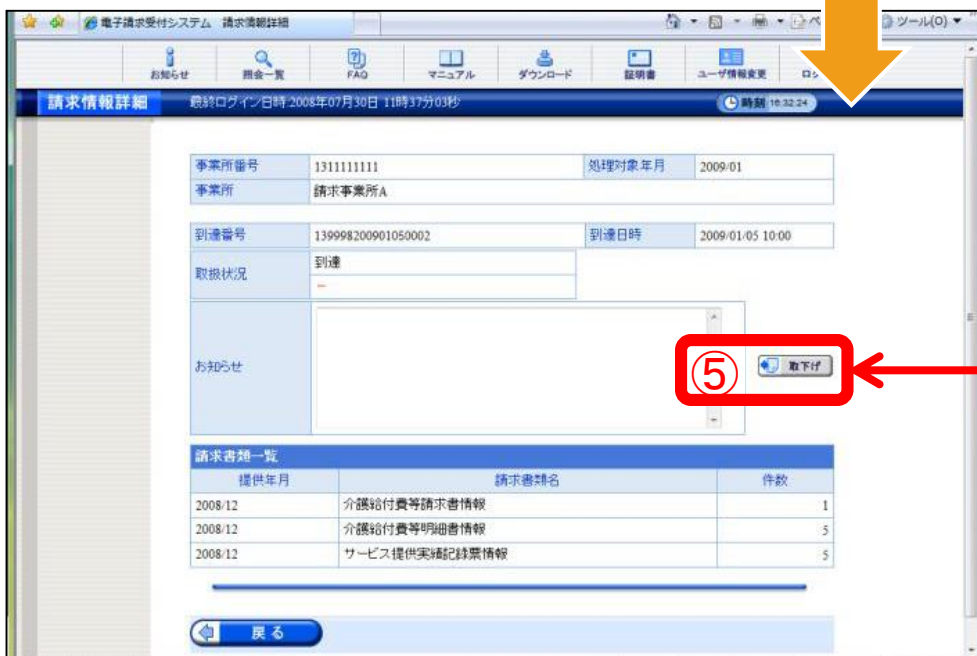 電子請求受付システム 請求情報詳細
ツール(O)
お知らせ 照会一覧 FAQ マニュアル ダウンロード 証明書 ユーザ情報変更
請求情報詳細 最終ログイン日時:2008年07月30日 11時37分03秒 時刻 16:32:24
事業所番号 1311111111 処理対象年月 2009/01
事業所 請求事業所A
到達番号 139998200901050002 到達日時 2009/01/05 10:00
取扱状況 到達
－
お知らせ ⑤ 取下げ
請求書類一覧
提供年月 請求書類名 件数
2008/12 介護給付費等請求書情報 1
2008/12 介護給付費等明細書情報 5
2008/12 サービス提供実績記録票情報 5
戻る